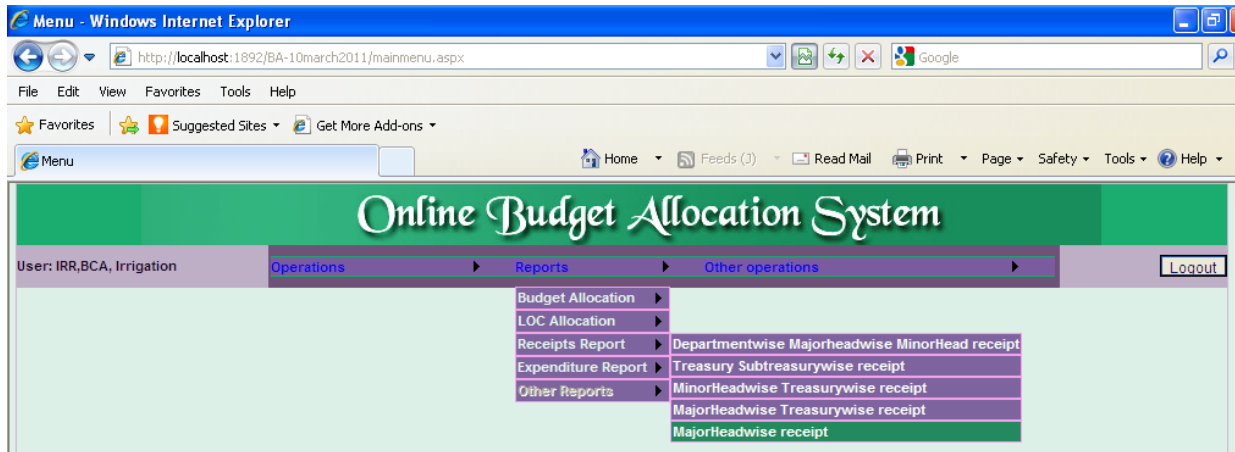 Menu - Windows Internet Explorer
http://localhost:1892/BA-10march2011/mainmenu.aspx Google
File Edit View Favorites Tools Help
Favorites Suggested Sites Get More Add-ons
Menu Home Feeds (J) Read Mail Print Page Safety Tools Help
Online Budget Allocation System
User: IRR,BCA, Irrigation Operations Reports Other operations Logout
Budget Allocation
LOC Allocation
Receipts Report Departmentwise Majorheadwise MinorHead receipt
Expenditure Report Treasury Subtreasurywise receipt
Other Reports MinorHeadwise Treasurywise receipt
MajorHeadwise Treasurywise receipt
MajorHeadwise receipt